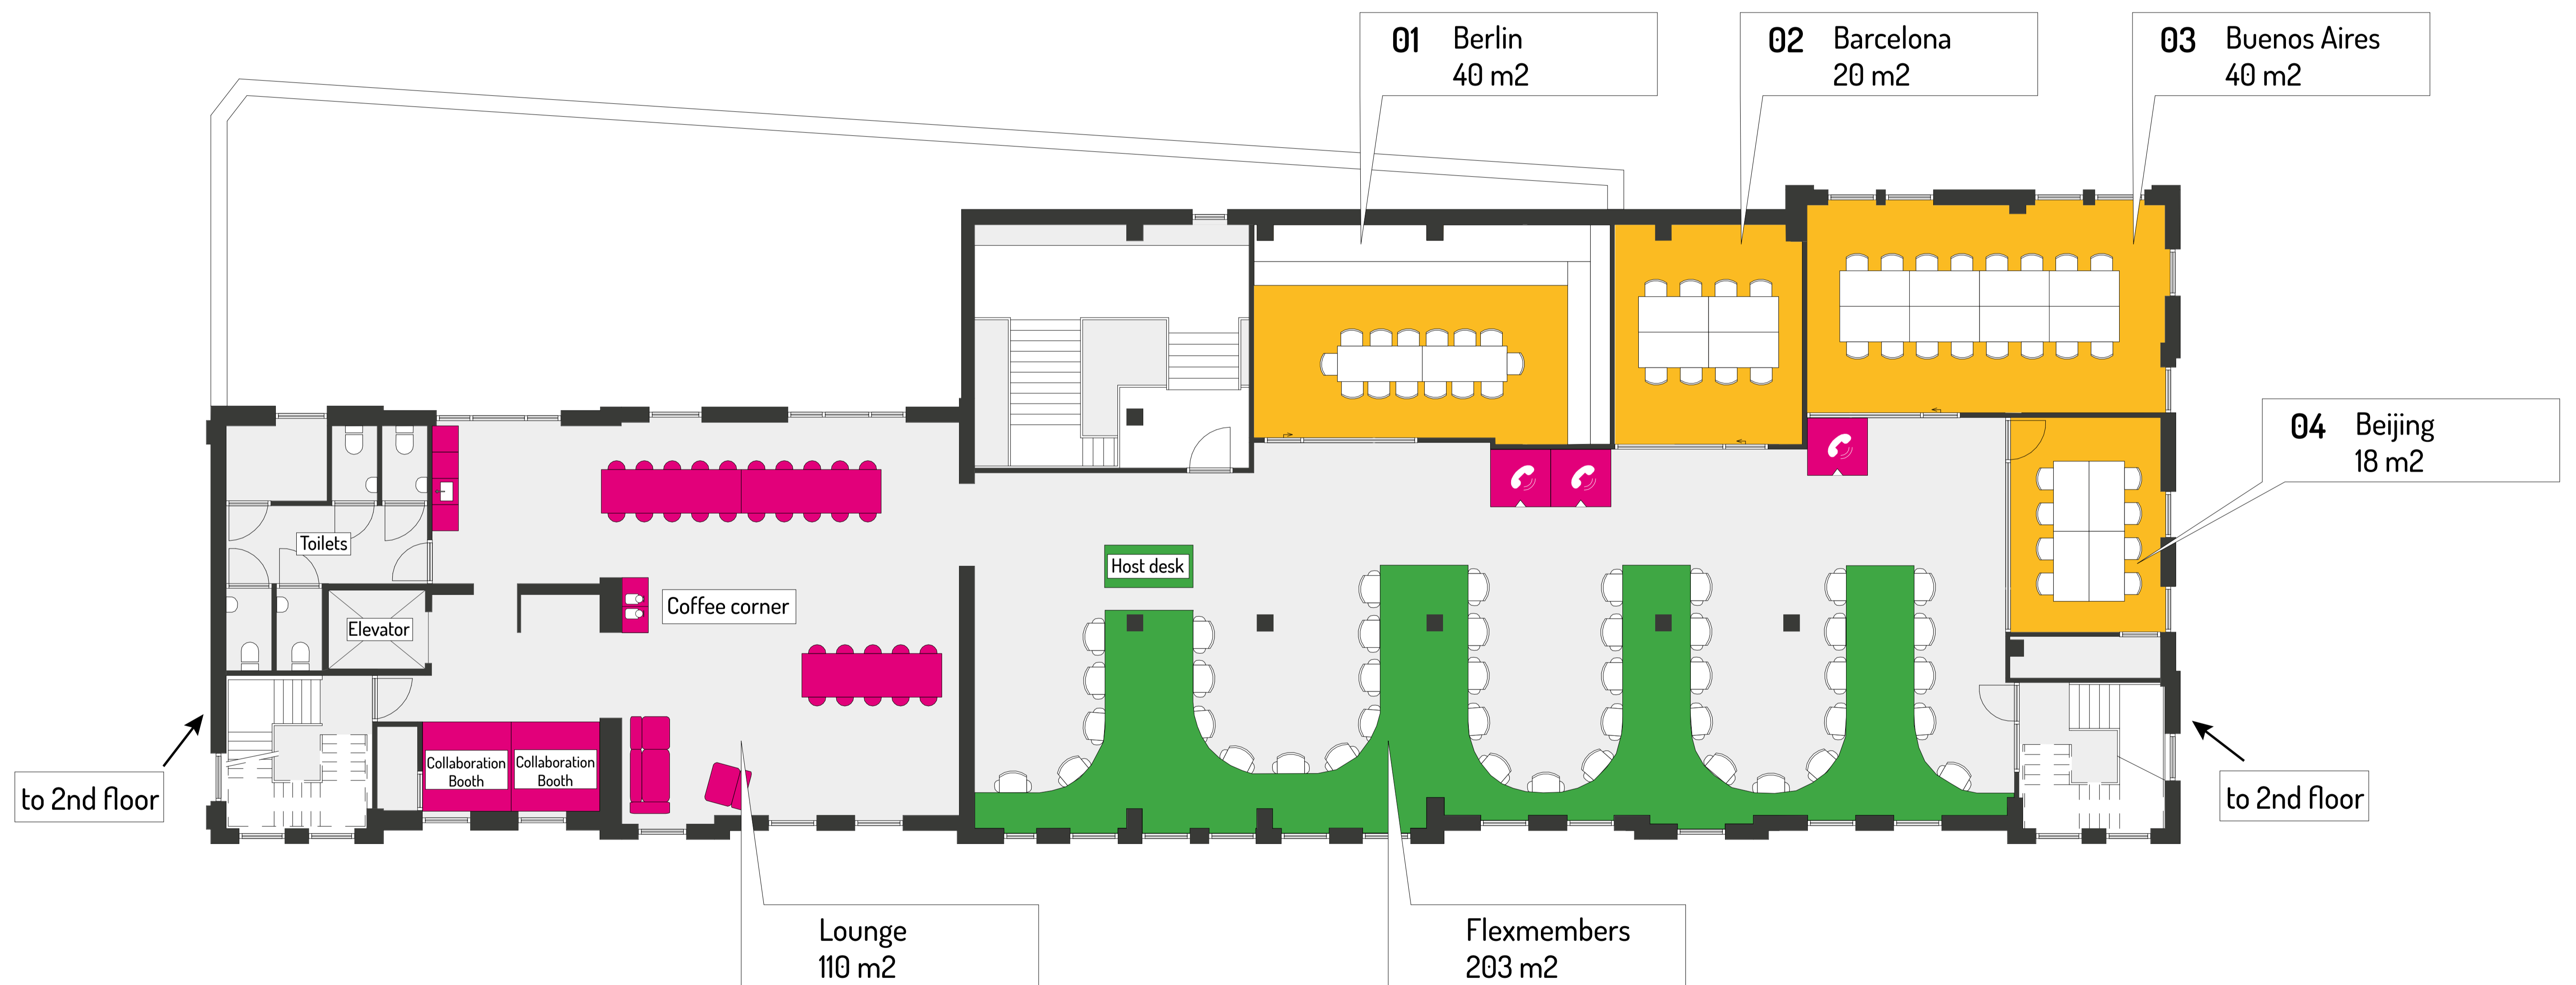 01 Berlin
40 m2
02 Barcelona
20 m2
03 Buenos Aires
40 m2
04 Beijing
18 m2
Toilets
Host desk
Coffee corner
Elevator
Collaboration
Booth
Collaboration
Booth
to 2nd floor
to 2nd floor
Lounge
110 m2
Flexmembers
203 m2